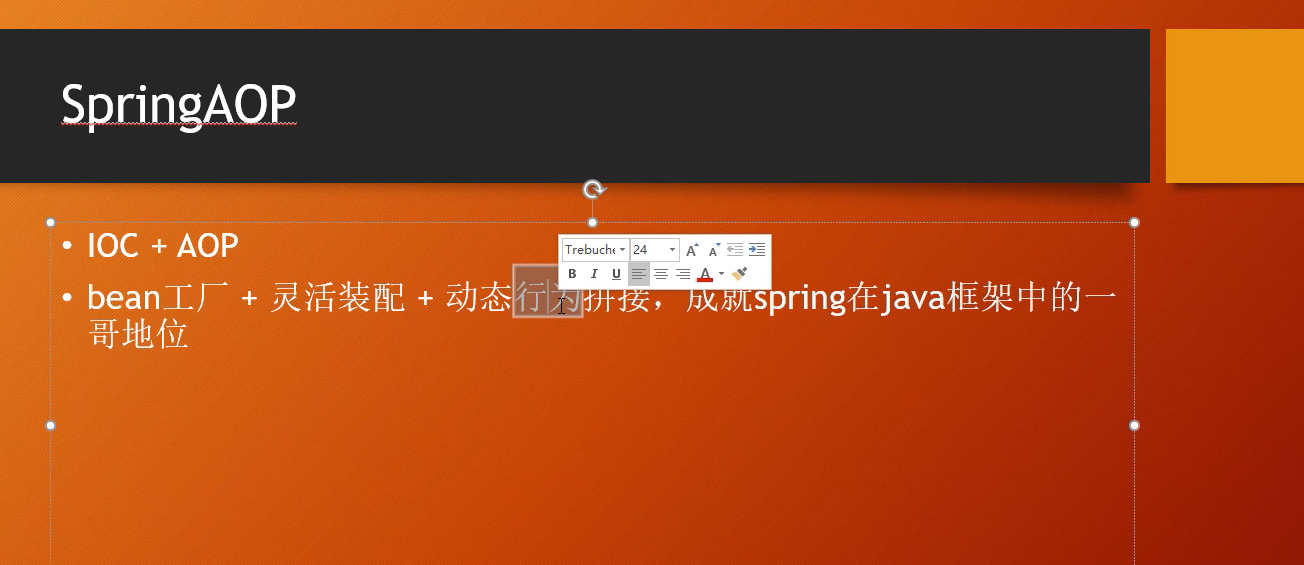 SpringAOP
• IOC + AOP
Trebuche 24
B I U A
• bean工厂 + 灵活装配 + 动态行为拼接，成就spring在java框架中的一
哥地位